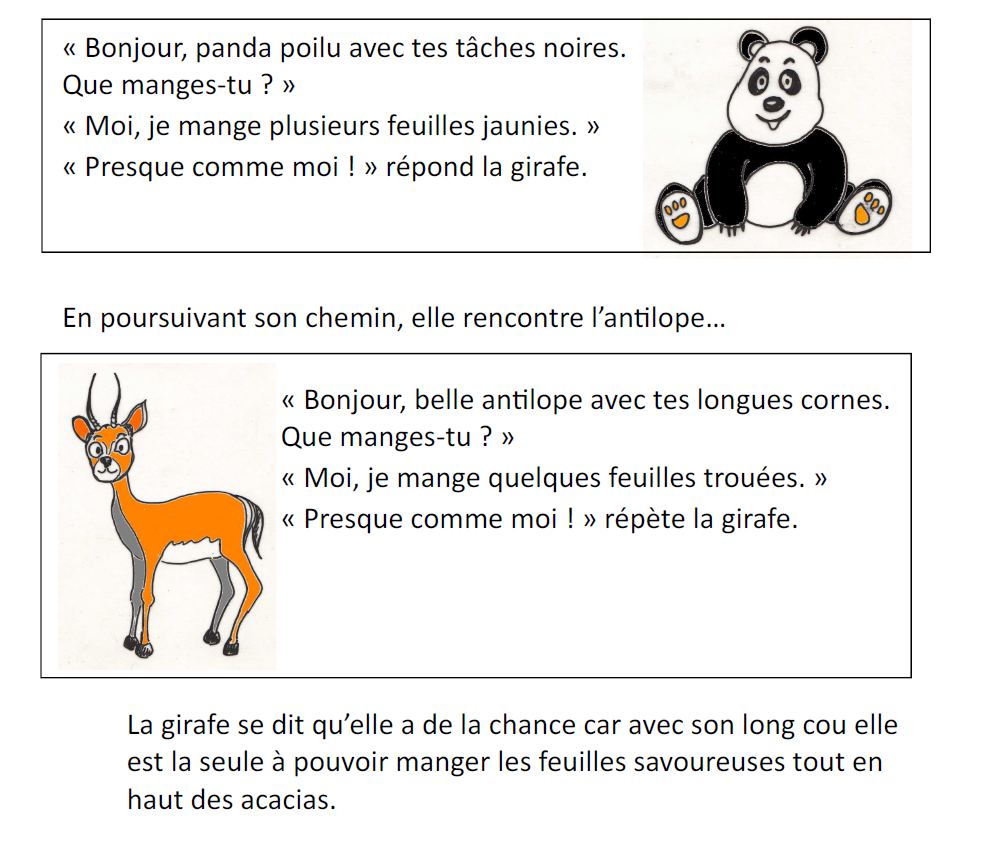 « Bonjour, panda poilu avec tes tâches noires.
Que manges-tu ? »
« Moi, je mange plusieurs feuilles jaunies. »
« Presque comme moi ! » répond la girafe.
En poursuivant son chemin, elle rencontre l’antilope…
« Bonjour, belle antilope avec tes longues cornes.
Que manges-tu ? »
« Moi, je mange quelques feuilles trouées. »
« Presque comme moi ! » répète la girafe.
La girafe se dit qu’elle a de la chance car avec son long cou elle
est la seule à pouvoir manger les feuilles savoureuses tout en
haut des acacias.